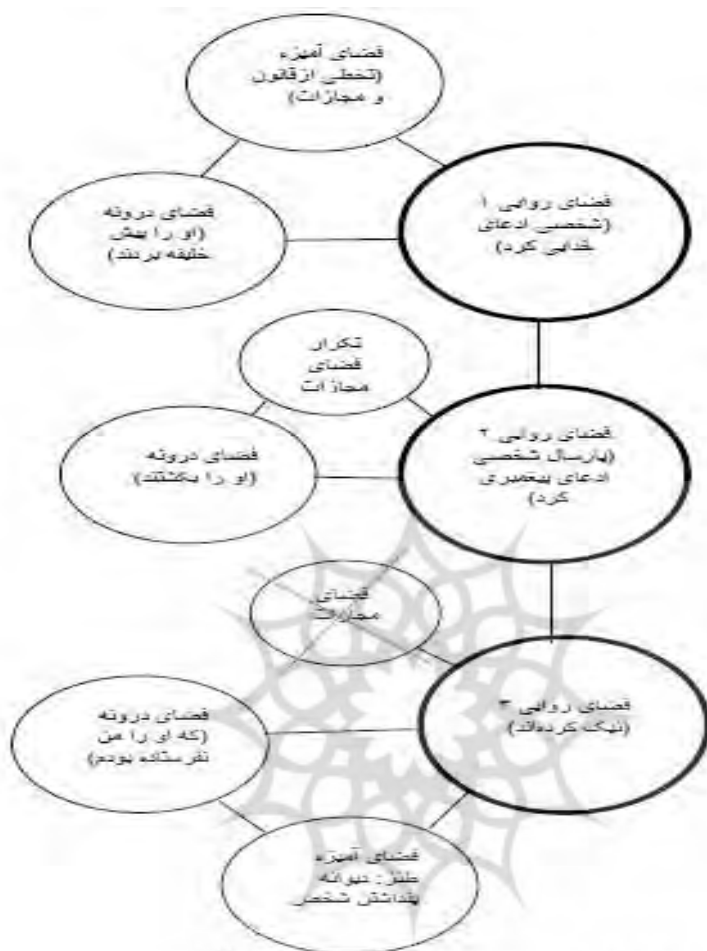 فضای آمیزه
(تخطی از قانون
و مجازات)
فضای روایی ۱
(شخصی ادعای
خدایی کرد)
فضای درونه
(او را پیش
خلیفه بردند)
تکرار
فضای
مجازات
فضای روایی ۲
(پارسال شخصی
ادعای پیغمبری
کرد)
فضای درونه
(او را بکشتند)
فضای
مجازات
فضای روایی ۳
(نیک کرده‌اند)
فضای درونه
(که او را من
نفرستاده بودم)
فضای آمیزه
طنز: دیوانه
پنداشتن شخص